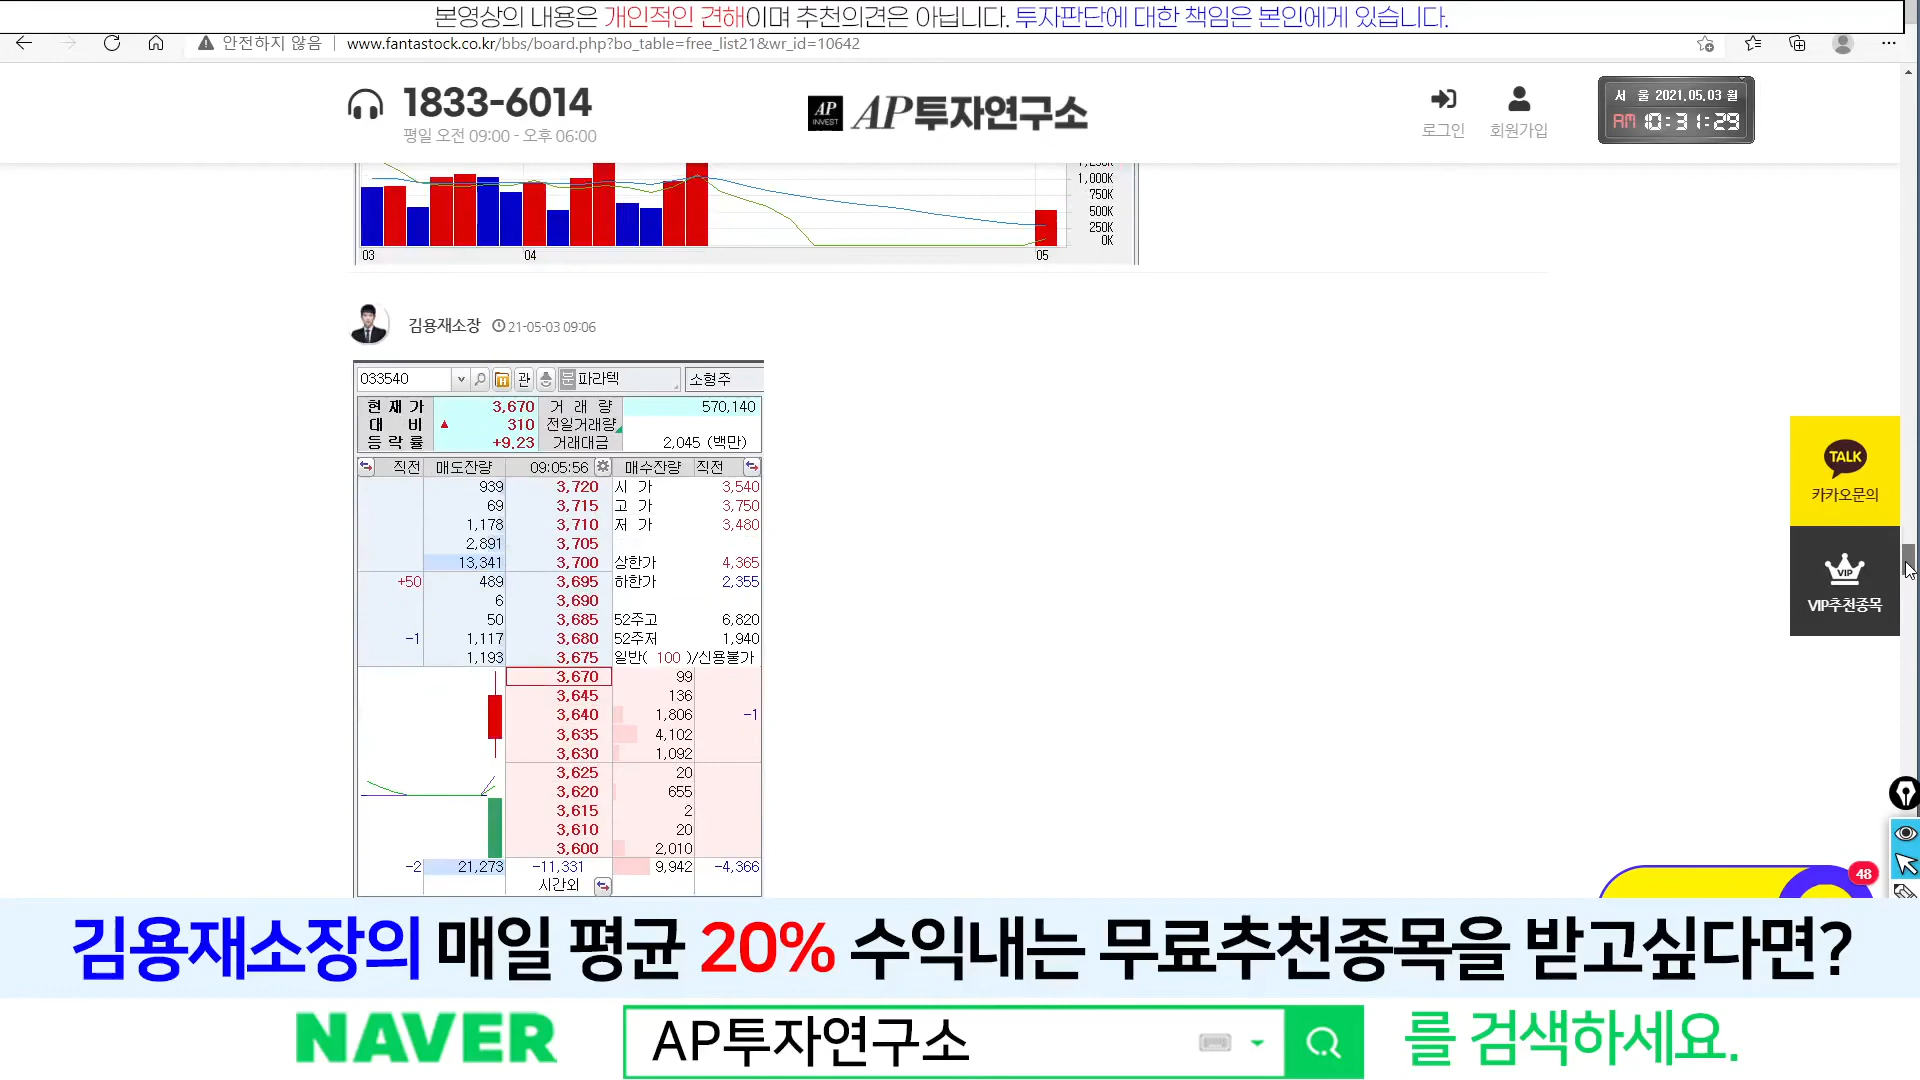 본영상의 내용은 개인적인 견해이며 추천의견은 아닙니다. 투자판단에 대한 책임은 본인에게 있습니다.
안전하지 않음 www.fantastock.co.kr/bbs/board.php?bo_table=free_list21&wr_id=10642
1833-6014
평일 오전 09:00 - 오후 06:00
AP INVEST AP투자연구소
로그인 회원가입
서 울 2021.05.03 월
AM 10:31:29
1,000K
750K
500K
250K
0K
03 04 05
김용재소장 21-05-03 09:06
033540 관 파라텍 소형주
현재가 3,670 거래량 570,140
대비 ▲ 310 전일거래량
등락률 +9.23 거래대금 2,045 (백만)
직전 매도잔량 09:05:56 매수잔량 직전
939 3,720 시 가 3,540
69 3,715 고 가 3,750
1,178 3,710 저 가 3,480
2,891 3,705
13,341 3,700 상한가 4,365
+50 489 3,695 하한가 2,355
6 3,690
50 3,685 52주고 6,820
-1 1,117 3,680 52주저 1,940
1,193 3,675 일반( 100 )/신용불가
3,670 99
3,645 136
3,640 1,806 -1
3,635 4,102
3,630 1,092
3,625 20
3,620 655
3,615 2
3,610 20
3,600 2,010
-2 21,273 -11,331 9,942 -4,366
시간외
TALK
카카오문의
VIP
VIP추천종목
48
김용재소장의 매일 평균 20% 수익내는 무료추천종목을 받고싶다면?
NAVER AP투자연구소 를 검색하세요.